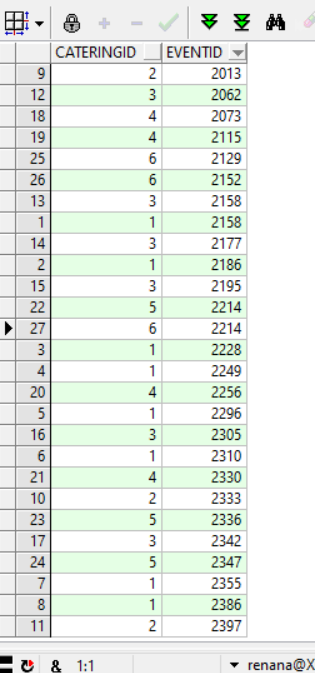 CATERINGID EVENTID
9 2 2013
12 3 2062
18 4 2073
19 4 2115
25 6 2129
26 6 2152
13 3 2158
1 1 2158
14 3 2177
2 1 2186
15 3 2195
22 5 2214
27 6 2214
3 1 2228
4 1 2249
20 4 2256
5 1 2296
16 3 2305
6 1 2310
21 4 2330
10 2 2333
23 5 2336
17 3 2342
24 5 2347
7 1 2355
8 1 2386
11 2 2397
& 1:1 renana@X